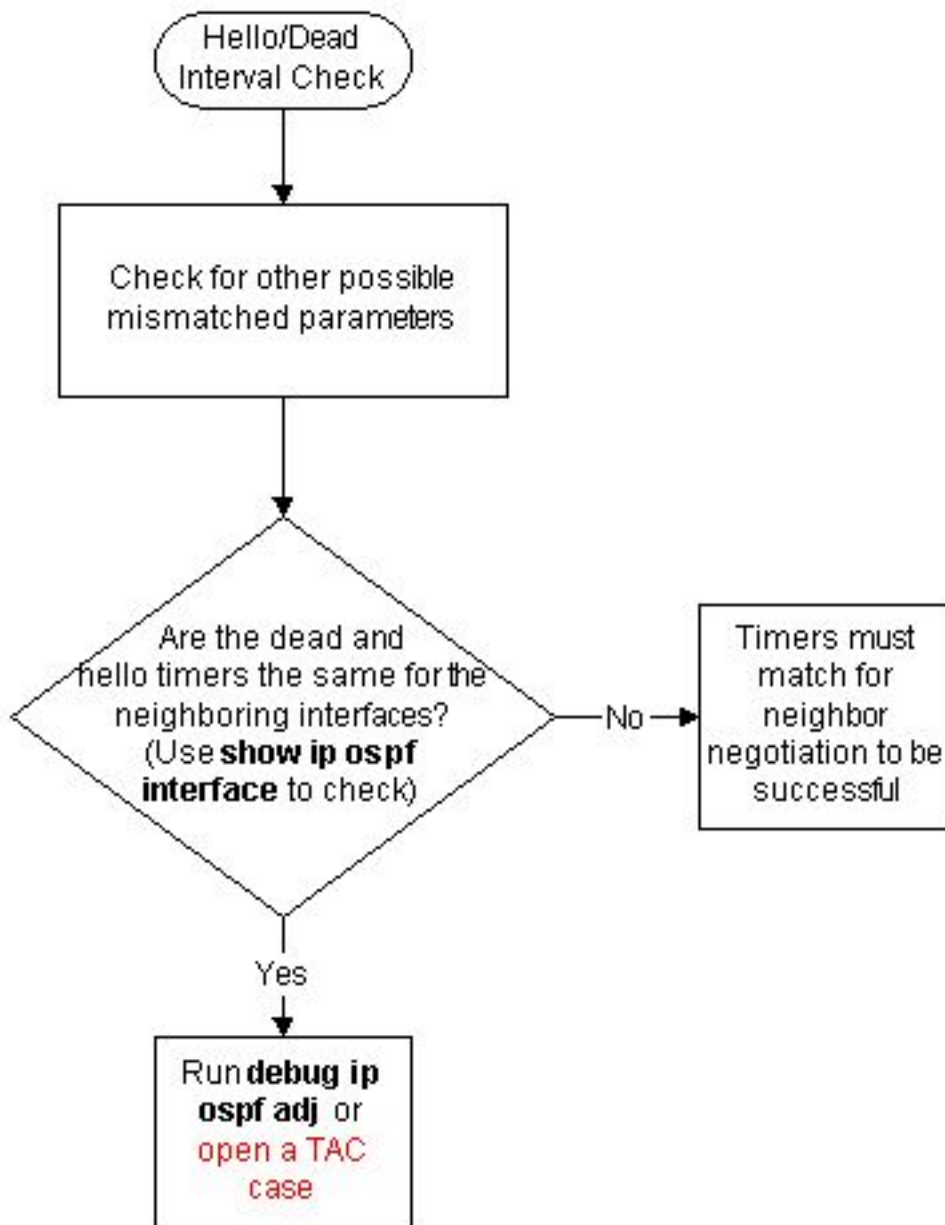 Hello/Dead
Interval Check
Check for other possible
mismatched parameters
Are the dead and
hello timers the same for the
neighboring interfaces?
(Use show ip ospf
interface to check)
No
Timers must
match for
neighbor
negotiation to be
successful
Yes
Run debug ip
ospf adj or
open a TAC
case